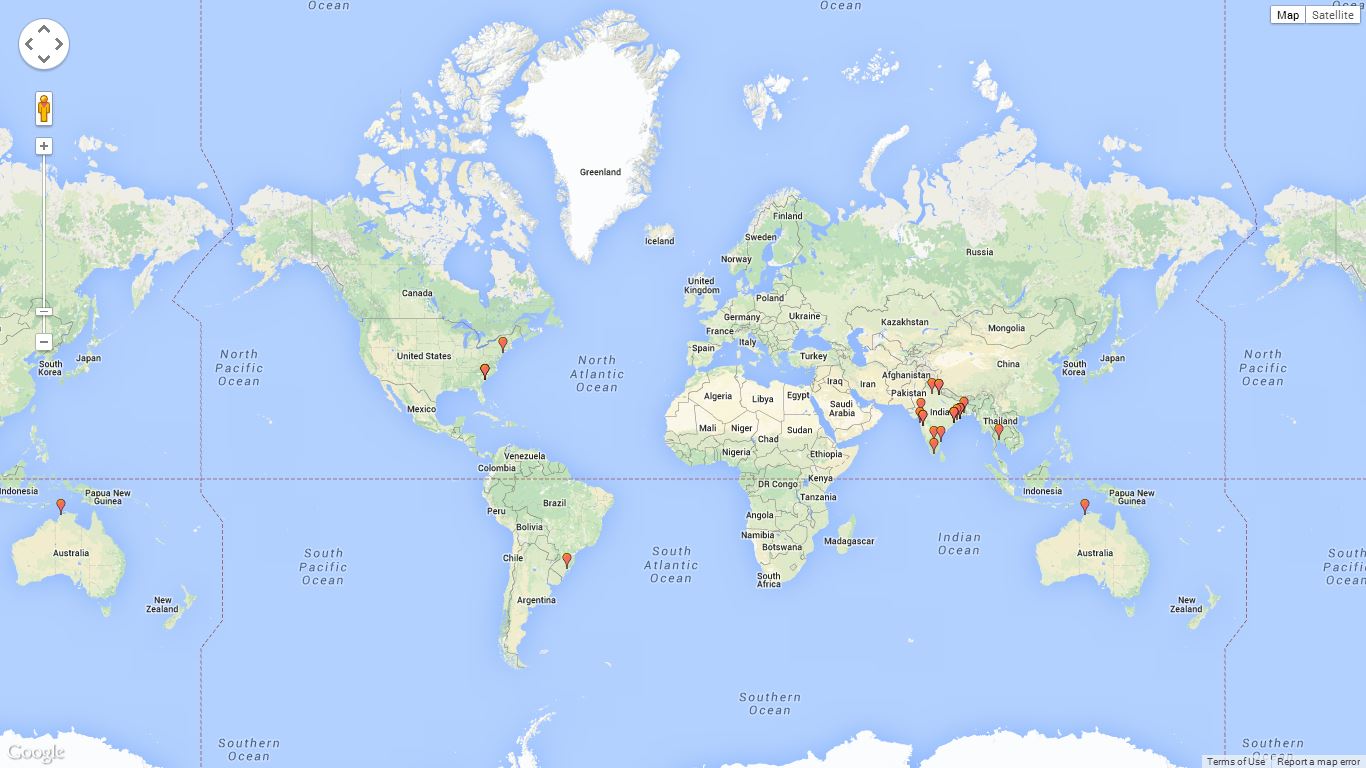 Ocean
Ocean
Ocea
Map
Satellite
Greenland
Finland
Iceland
Sweden
Russia
Norway
United
Kingdom
Canada
Poland
Germany
Ukraine
Kazakhstan
Mongolia
France
Italy
Spain
Turkey
United States
North
Pacific
Ocean
North
Atlantic
Ocean
China
South
Korea
Japan
South
Korea
Japan
North
Pacific
Ocean
Afghanistan
Iraq
Iran
Pakistan
Algeria
Libya
Egypt
Saudi
Arabia
Mexico
India
Mali
Niger
Sudan
Chad
Thailand
Nigeria
Ethiopia
Venezuela
Colombia
DR Congo
Kenya
Tanzania
Indonesia
Papua New
Guinea
Indonesia
Papua New
Guinea
Brazil
Peru
Bolivia
Angola
Namibia
Botswana
Madagascar
Indian
Ocean
Australia
South
Pacific
Ocean
Chile
South
Atlantic
Ocean
South
Africa
Australia
South
Pacific
Ocean
Argentina
New
Zealand
New
Zealand
Southern
Ocean
Southern
Ocean
Southern
Ocean
Google
Terms of Use
Report a map error